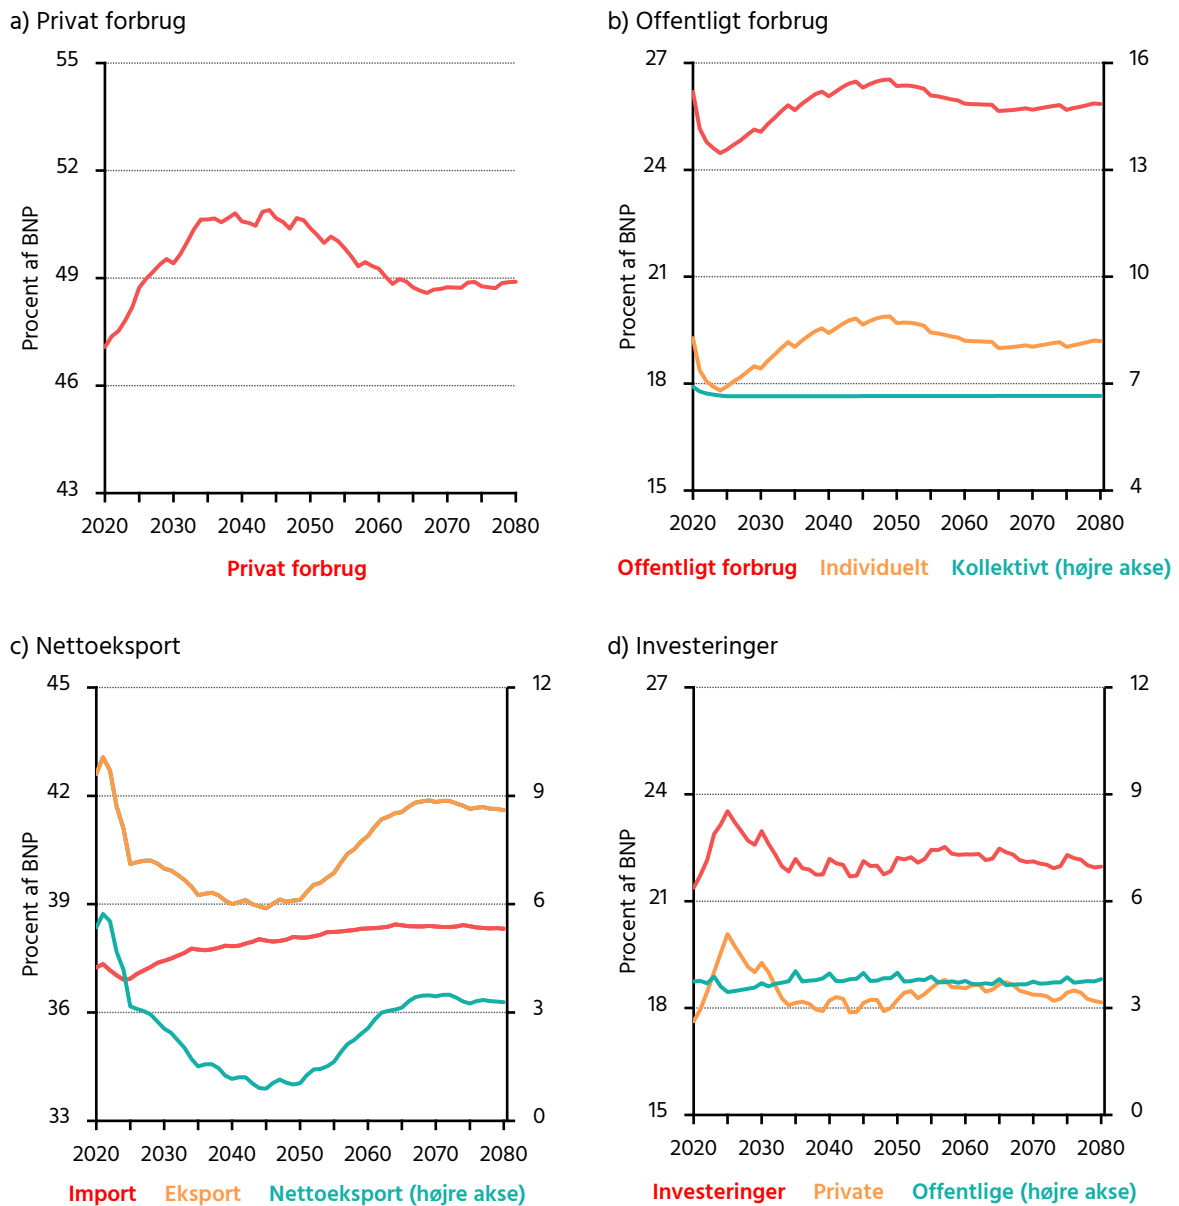 a) Privat forbrug
55
52
49
46
43
Procent af BNP
2020 2030 2040 2050 2060 2070 2080
Privat forbrug
b) Offentligt forbrug
27 16
24 13
21 10
18 7
15 4
Procent af BNP
2020 2030 2040 2050 2060 2070 2080
Offentligt forbrug Individuelt Kollektivt (højre akse)
c) Nettoeksport
45 12
42 9
39 6
36 3
33 0
Procent af BNP
2020 2030 2040 2050 2060 2070 2080
Import Eksport Nettoeksport (højre akse)
d) Investeringer
27 12
24 9
21 6
18 3
15 0
Procent af BNP
2020 2030 2040 2050 2060 2070 2080
Investeringer Private Offentlige (højre akse)